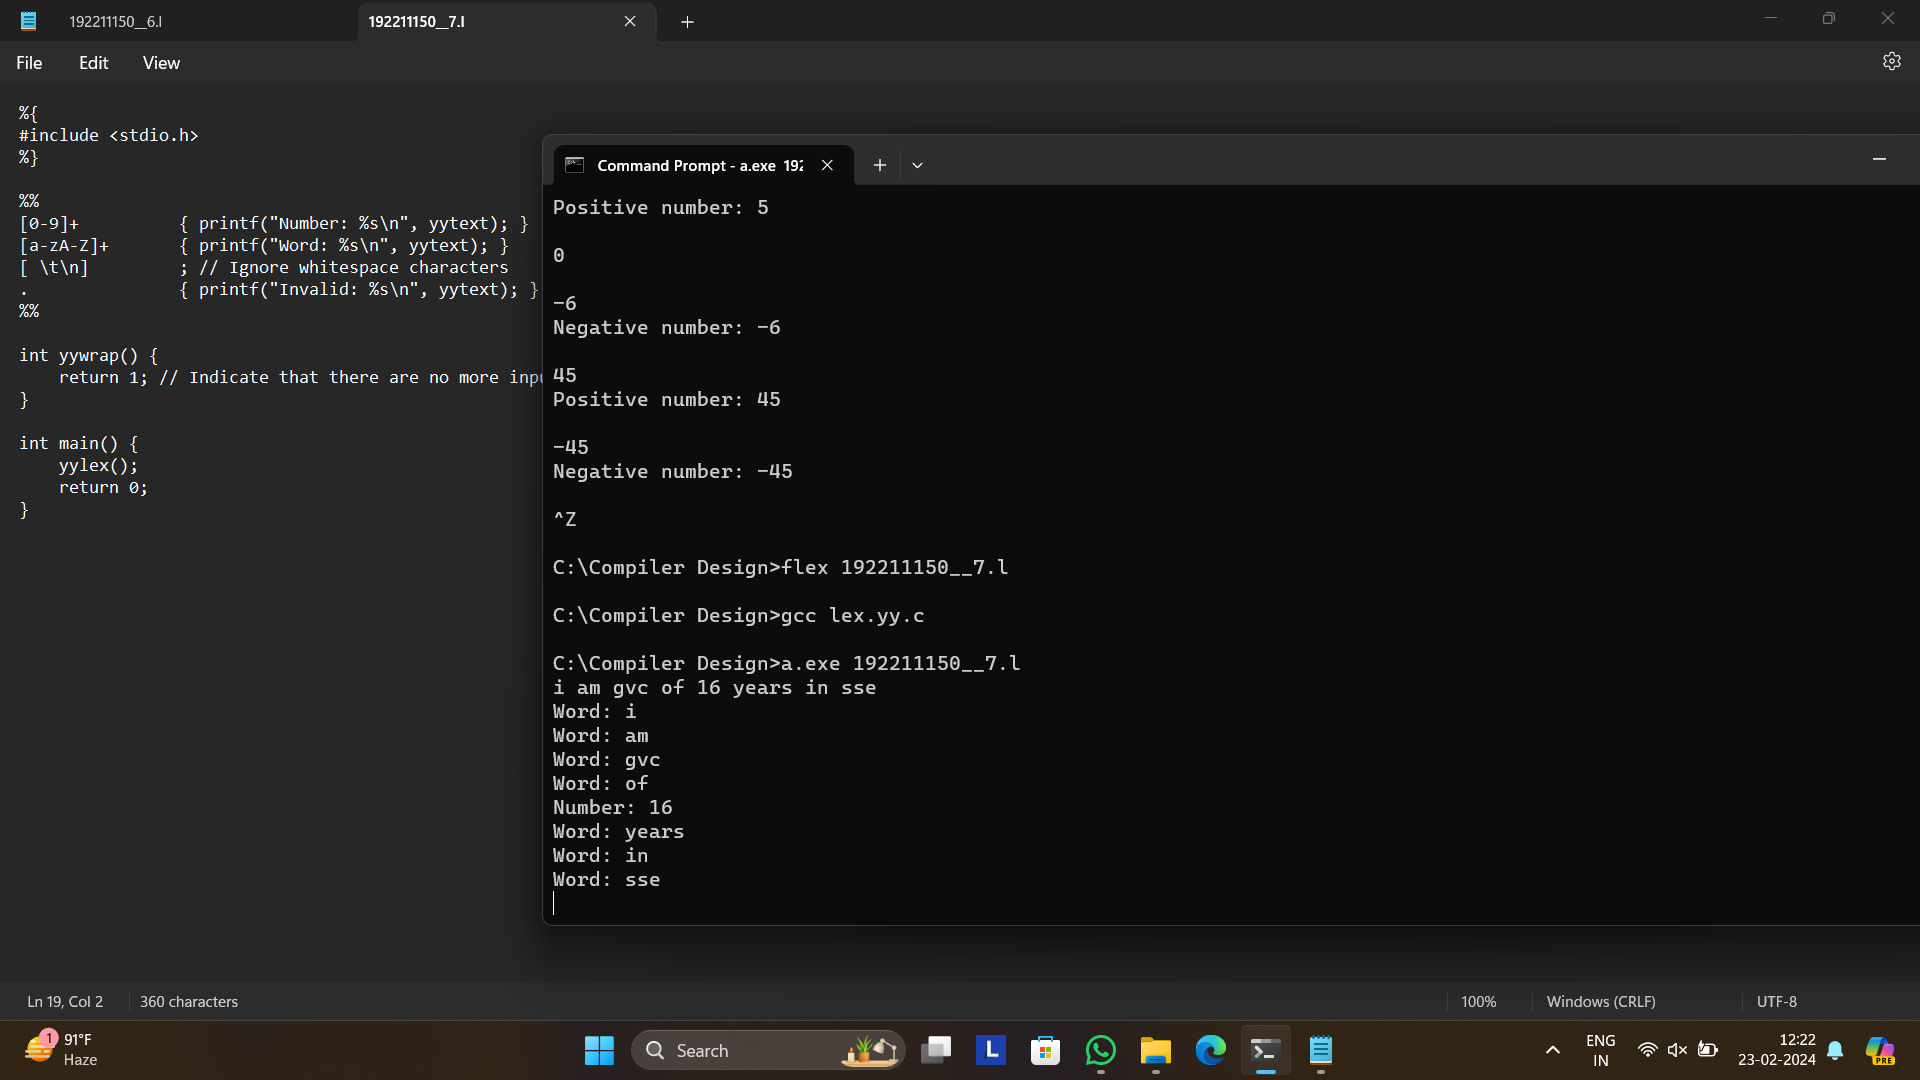 192211150__6.l
192211150__7.l
File Edit View
%{
#include <stdio.h>
%}
%%
[0-9]+ { printf("Number: %s\n", yytext); }
[a-zA-Z]+ { printf("Word: %s\n", yytext); }
[ \t\n] ; // Ignore whitespace characters
. { printf("Invalid: %s\n", yytext); }
%%
int yywrap() {
return 1; // Indicate that there are no more inpu
}
int main() {
yylex();
return 0;
}
Command Prompt - a.exe 192
Positive number: 5
0
-6
Negative number: -6
45
Positive number: 45
-45
Negative number: -45
^Z
C:\Compiler Design>flex 192211150__7.l
C:\Compiler Design>gcc lex.yy.c
C:\Compiler Design>a.exe 192211150__7.l
i am gvc of 16 years in sse
Word: i
Word: am
Word: gvc
Word: of
Number: 16
Word: years
Word: in
Word: sse
Ln 19, Col 2 360 characters 100% Windows (CRLF) UTF-8
1
91°F
Haze
Search
L
ENG
IN
12:22
23-02-2024
PRE